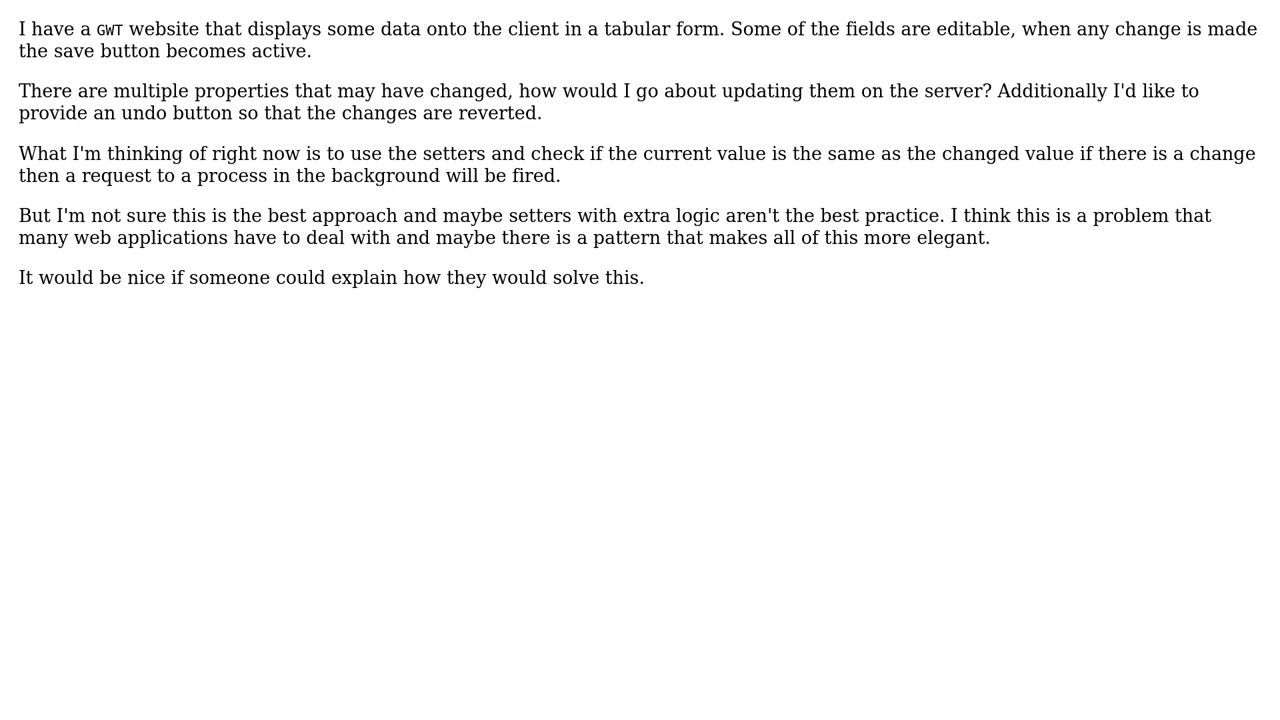 I have a GWT website that displays some data onto the client in a tabular form. Some of the fields are editable, when any change is made
the save button becomes active.
There are multiple properties that may have changed, how would I go about updating them on the server? Additionally I'd like to
provide an undo button so that the changes are reverted.
What I'm thinking of right now is to use the setters and check if the current value is the same as the changed value if there is a change
then a request to a process in the background will be fired.
But I'm not sure this is the best approach and maybe setters with extra logic aren't the best practice. I think this is a problem that
many web applications have to deal with and maybe there is a pattern that makes all of this more elegant.
It would be nice if someone could explain how they would solve this.